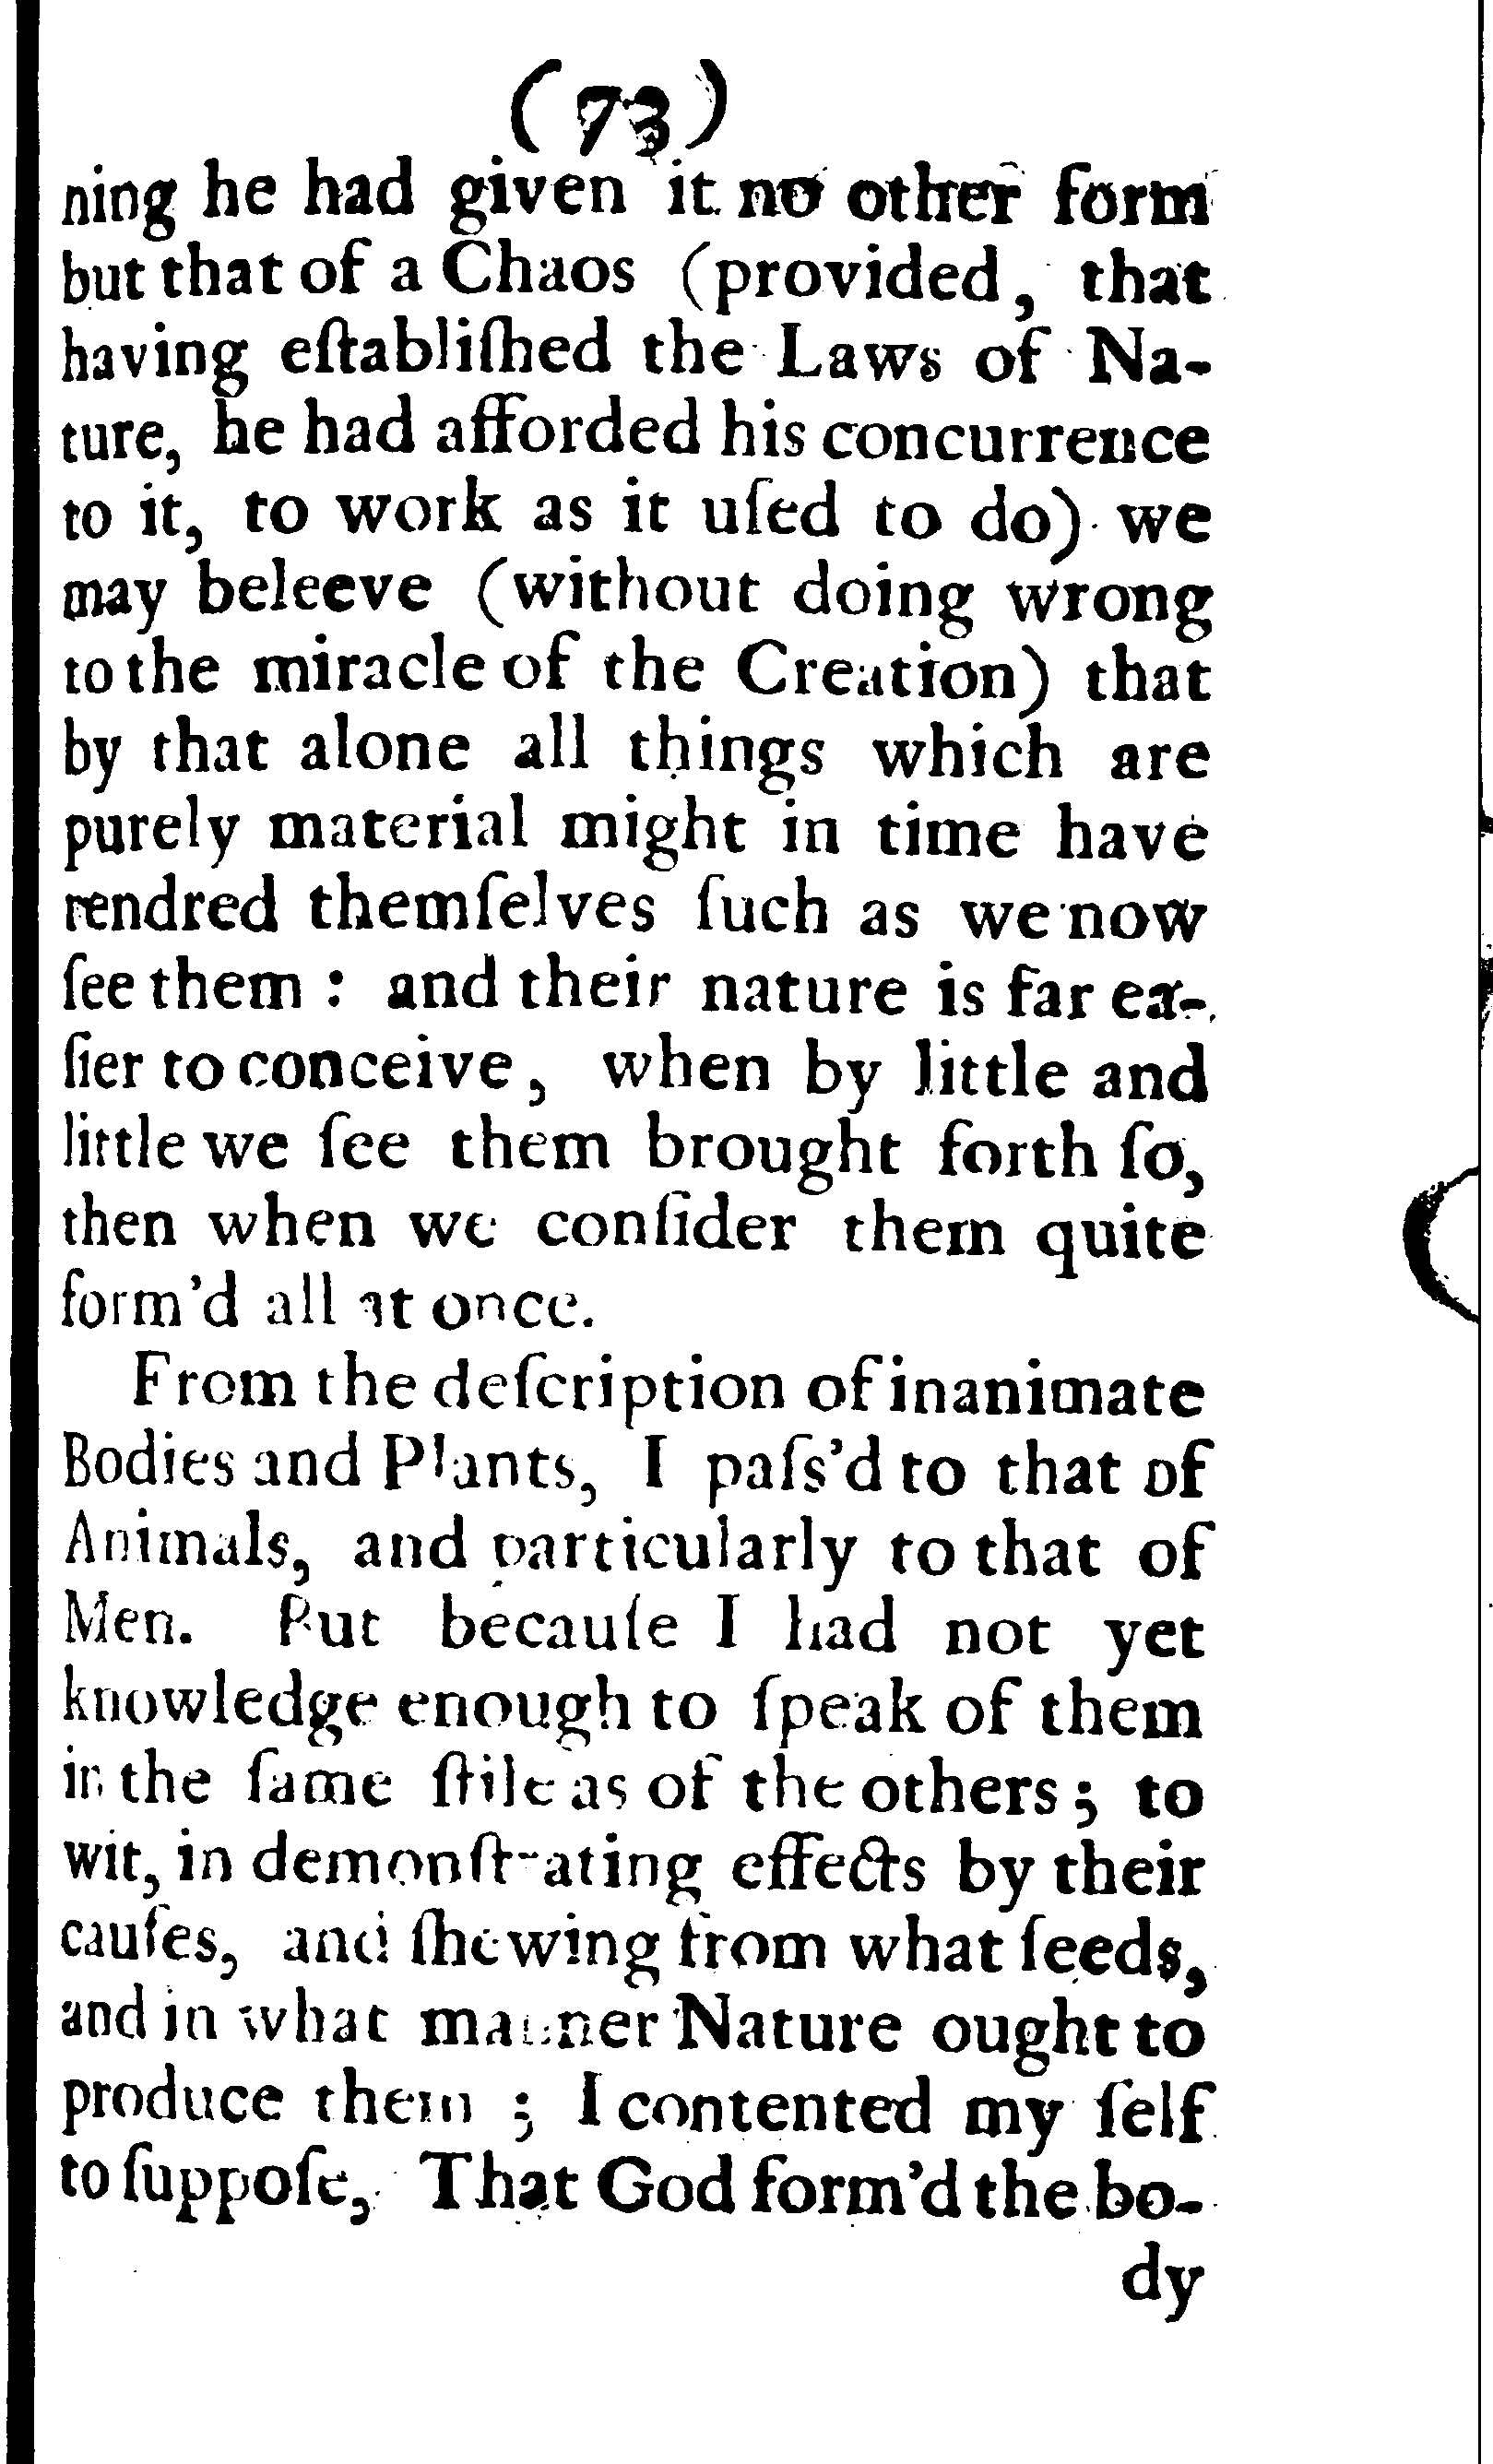 (73)
ning he had given it no other form
but that of a Chaos (provided, that
having eſtabliſhed the Laws of Na-
ture, he had afforded his concurrence
to it, to work as it uſed to do) we
may beleeve (without doing wrong
to the miracle of the Creation) that
by that alone all things which are
purely material might in time have
rendred themſelves ſuch as we now
ſee them : and their nature is far ea-
ſier to conceive, when by little and
little we ſee them brought forth ſo,
then when we conſider them quite
form'd all at once.
From the deſcription of inanimate
Bodies and Plants, I paſs'd to that of
Animals, and particularly to that of
Men. But becauſe I had not yet
knowledge enough to ſpeak of them
in the ſame ſtile as of the others ; to
wit, in demonſtrating effects by their
cauſes, and ſhewing from what ſeeds,
and in what manner Nature ought to
produce them ; I contented my ſelf
to ſuppoſe, That God form'd the bo-
dy